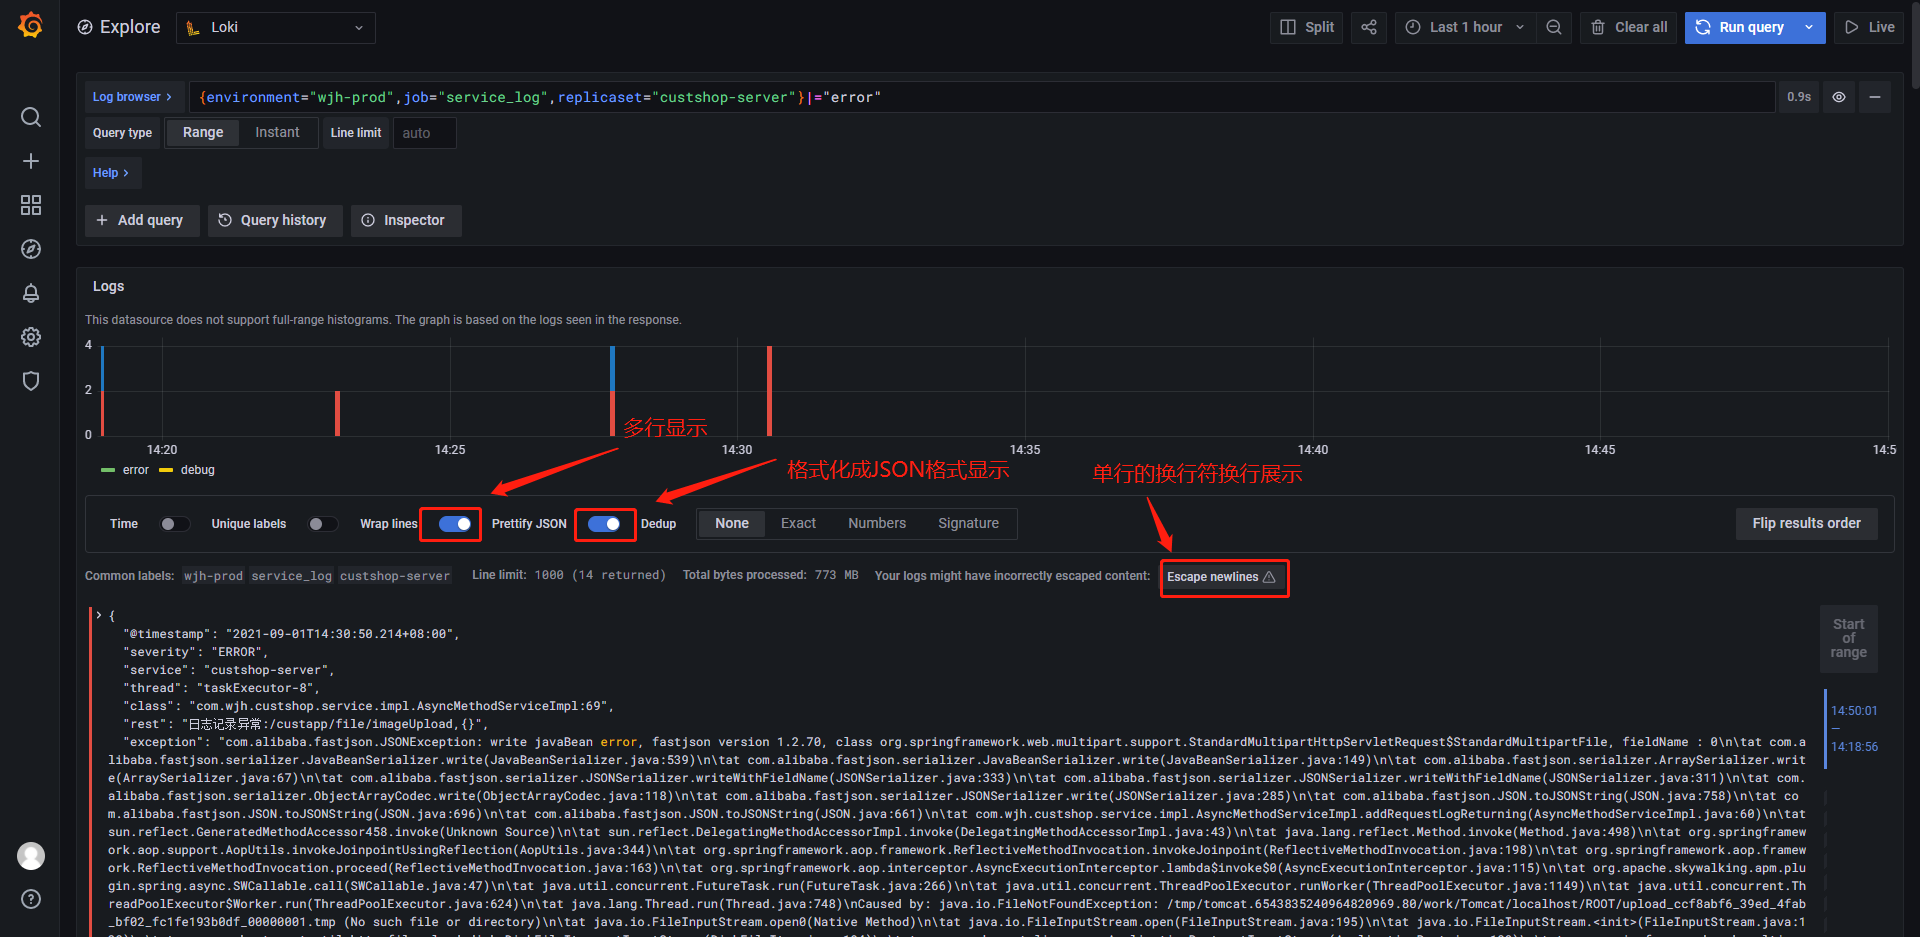 Explore
Loki
Split
Last 1 hour
Clear all
Run query
Live
Log browser >
{environment="wjh-prod",job="service_log",replicaset="custshop-server"}|="error"
0.9s
Query type
Range
Instant
Line limit
auto
Help >
+ Add query
Query history
Inspector
Logs
This datasource does not support full-range histograms. The graph is based on the logs seen in the response.
4
2
0
14:20
14:25
14:30
14:35
14:40
14:45
14:5
error
debug
多行显示
格式化成JSON格式显示
单行的换行符换行展示
Time
Unique labels
Wrap lines
Prettify JSON
Dedup
None
Exact
Numbers
Signature
Flip results order
Common labels: wjh-prod service_log custshop-server
Line limit: 1000 (14 returned)
Total bytes processed: 773 MB
Your logs might have incorrectly escaped content:
Escape newlines
Start of range
14:50:01
—
14:18:56
> {
"@timestamp": "2021-09-01T14:30:50.214+08:00",
"severity": "ERROR",
"service": "custshop-server",
"thread": "taskExecutor-8",
"class": "com.wjh.custshop.service.impl.AsyncMethodServiceImpl:69",
"rest": "日志记录异常:/custapp/file/imageUpload,{}",
"exception": "com.alibaba.fastjson.JSONException: write javaBean error, fastjson version 1.2.70, class org.springframework.web.multipart.support.StandardMultipartHttpServletRequest$StandardMultipartFile, fieldName : 0\n\tat com.a
libaba.fastjson.serializer.JavaBeanSerializer.write(JavaBeanSerializer.java:539)\n\tat com.alibaba.fastjson.serializer.JavaBeanSerializer.write(JavaBeanSerializer.java:149)\n\tat com.alibaba.fastjson.serializer.ArraySerializer.writ
e(ArraySerializer.java:67)\n\tat com.alibaba.fastjson.serializer.JSONSerializer.writeWithFieldName(JSONSerializer.java:333)\n\tat com.alibaba.fastjson.serializer.JSONSerializer.writeWithFieldName(JSONSerializer.java:311)\n\tat com.
alibaba.fastjson.serializer.ObjectArrayCodec.write(ObjectArrayCodec.java:118)\n\tat com.alibaba.fastjson.serializer.JSONSerializer.write(JSONSerializer.java:285)\n\tat com.alibaba.fastjson.JSON.toJSONString(JSON.java:758)\n\tat co
m.alibaba.fastjson.JSON.toJSONString(JSON.java:696)\n\tat com.alibaba.fastjson.JSON.toJSONString(JSON.java:661)\n\tat com.wjh.custshop.service.impl.AsyncMethodServiceImpl.addRequestLogReturning(AsyncMethodServiceImpl.java:60)\n\tat
sun.reflect.GeneratedMethodAccessor458.invoke(Unknown Source)\n\tat sun.reflect.DelegatingMethodAccessorImpl.invoke(DelegatingMethodAccessorImpl.java:43)\n\tat java.lang.reflect.Method.invoke(Method.java:498)\n\tat org.springframew
ork.aop.support.AopUtils.invokeJoinpointUsingReflection(AopUtils.java:344)\n\tat org.springframework.aop.framework.ReflectiveMethodInvocation.invokeJoinpoint(ReflectiveMethodInvocation.java:198)\n\tat org.springframework.aop.framew
ork.ReflectiveMethodInvocation.proceed(ReflectiveMethodInvocation.java:163)\n\tat org.springframework.aop.interceptor.AsyncExecutionInterceptor.lambda$invoke$0(AsyncExecutionInterceptor.java:115)\n\tat org.apache.skywalking.apm.plu
gin.spring.async.SWCallable.call(SWCallable.java:47)\n\tat java.util.concurrent.FutureTask.run(FutureTask.java:266)\n\tat java.util.concurrent.ThreadPoolExecutor.runWorker(ThreadPoolExecutor.java:1149)\n\tat java.util.concurrent.Th
readPoolExecutor$Worker.run(ThreadPoolExecutor.java:624)\n\tat java.lang.Thread.run(Thread.java:748)\nCaused by: java.io.FileNotFoundException: /tmp/tomcat.6543835240964820969.80/work/Tomcat/localhost/ROOT/upload_ccf8abf6_39ed_4fab
_bf02_fc1fe193b0df_00000001.tmp (No such file or directory)\n\tat java.io.FileInputStream.open0(Native Method)\n\tat java.io.FileInputStream.open(FileInputStream.java:195)\n\tat java.io.FileInputStream.<init>(FileInputStream.java:1